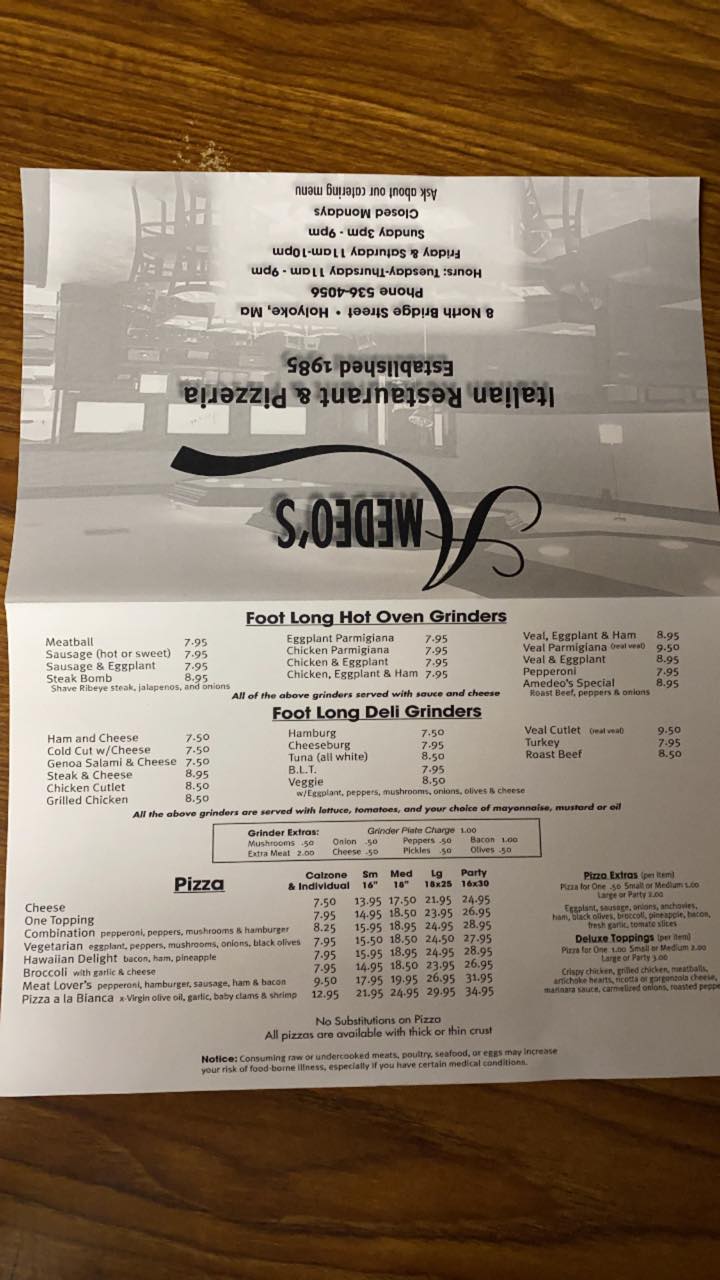 AMEDEO'S
Italian Restaurant & Pizzeria
Established 1985
8 North Bridge Street • Holyoke, Ma
Phone 536-4056
Hours: Tuesday-Thursday 11am - 9pm
Friday & Saturday 11am-10pm
Sunday 3pm - 9pm
Closed Mondays
Ask about our catering menu
Foot Long Hot Oven Grinders
Meatball 7.95
Sausage (hot or sweet) 7.95
Sausage & Eggplant 7.95
Steak Bomb 8.95
Shave Ribeye steak, jalapenos, and onions
Eggplant Parmigiana 7.95
Chicken Parmigiana 7.95
Chicken & Eggplant 7.95
Chicken, Eggplant & Ham 7.95
Veal, Eggplant & Ham 8.95
Veal Parmigiana (real veal) 9.50
Veal & Eggplant 8.95
Pepperoni 7.95
Amedeo's Special 8.95
Roast Beef, peppers & onions
All of the above grinders served with sauce and cheese
Foot Long Deli Grinders
Ham and Cheese 7.50
Cold Cut w/Cheese 7.50
Genoa Salami & Cheese 7.50
Steak & Cheese 8.95
Chicken Cutlet 8.50
Grilled Chicken 8.50
Hamburg 7.50
Cheeseburg 7.95
Tuna (all white) 8.50
B.L.T. 7.95
Veggie 8.50
w/Eggplant, peppers, mushrooms, onions, olives & cheese
Veal Cutlet (real veal) 9.50
Turkey 7.95
Roast Beef 8.50
All the above grinders are served with lettuce, tomatoes, and your choice of mayonnaise, mustard or oil
Grinder Extras: Grinder Plate Charge 1.00
Mushrooms .50 Onion .50 Peppers .50 Bacon 1.00
Extra Meat 2.00 Cheese .50 Pickles .50 Olives .50
Pizza
Calzone & Individual Sm 16" Med 18" Lg 18x25 Party 16x30
Cheese 7.50 13.95 17.50 21.95 24.95
One Topping 7.95 14.95 18.50 23.95 26.95
Combination pepperoni, peppers, mushrooms & hamburger 8.25 15.95 18.95 24.95 28.95
Vegetarian eggplant, peppers, mushrooms, onions, black olives 7.95 15.50 18.50 24.50 27.95
Hawaiian Delight bacon, ham, pineapple 7.95 15.95 18.95 24.95 28.95
Broccoli with garlic & cheese 7.95 14.95 18.50 23.95 26.95
Meat Lover's pepperoni, hamburger, sausage, ham & bacon 9.50 17.95 19.95 26.95 31.95
Pizza a la Bianca x-Virgin olive oil, garlic, baby clams & shrimp 12.95 21.95 24.95 29.95 34.95
Pizza Extras (per item)
Pizza for One .50 Small or Medium 1.00
Large or Party 2.00
Eggplant, sausage, onions, anchovies,
ham, black olives, broccoli, pineapple, bacon,
fresh garlic, tomato slices
Deluxe Toppings (per item)
Pizza for One 1.00 Small or Medium 2.00
Large or Party 3.00
Crispy chicken, grilled chicken, meatballs,
artichoke hearts, ricotta or gorgonzola cheese,
marinara sauce, carmelized onions, roasted peppe
No Substitutions on Pizza
All pizzas are available with thick or thin crust
Notice: Consuming raw or undercooked meats, poultry, seafood, or eggs may increase
your risk of food-borne illness, especially if you have certain medical conditions.